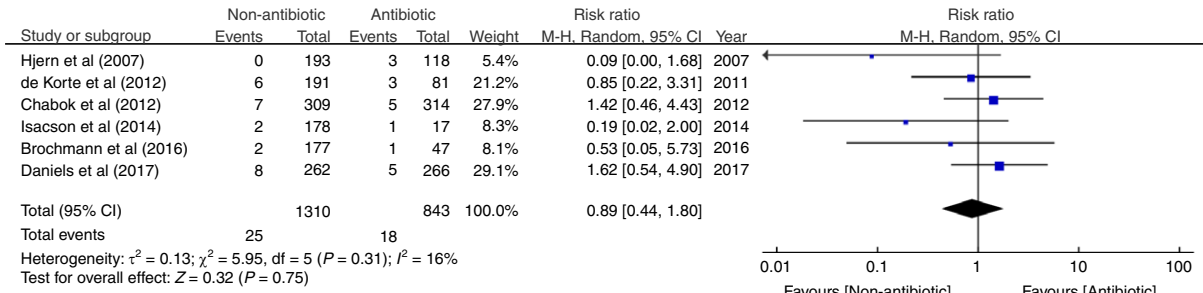 Non-antibiotic Antibiotic Risk ratio Risk ratio
Study or subgroup Events Total Events Total Weight M-H, Random, 95% CI Year M-H, Random, 95% CI
Hjern et al (2007) 0 193 3 118 5.4% 0.09 [0.00, 1.68] 2007
de Korte et al (2012) 6 191 3 81 21.2% 0.85 [0.22, 3.31] 2011
Chabok et al (2012) 7 309 5 314 27.9% 1.42 [0.46, 4.43] 2012
Isacson et al (2014) 2 178 1 17 8.3% 0.19 [0.02, 2.00] 2014
Brochmann et al (2016) 2 177 1 47 8.1% 0.53 [0.05, 5.73] 2016
Daniels et al (2017) 8 262 5 266 29.1% 1.62 [0.54, 4.90] 2017
Total (95% CI) 1310 843 100.0% 0.89 [0.44, 1.80]
Total events 25 18
Heterogeneity: τ² = 0.13; χ² = 5.95, df = 5 (P = 0.31); I² = 16%
Test for overall effect: Z = 0.32 (P = 0.75)
0.01 0.1 1 10 100
Favours [Non-antibiotic] Favours [Antibiotic]